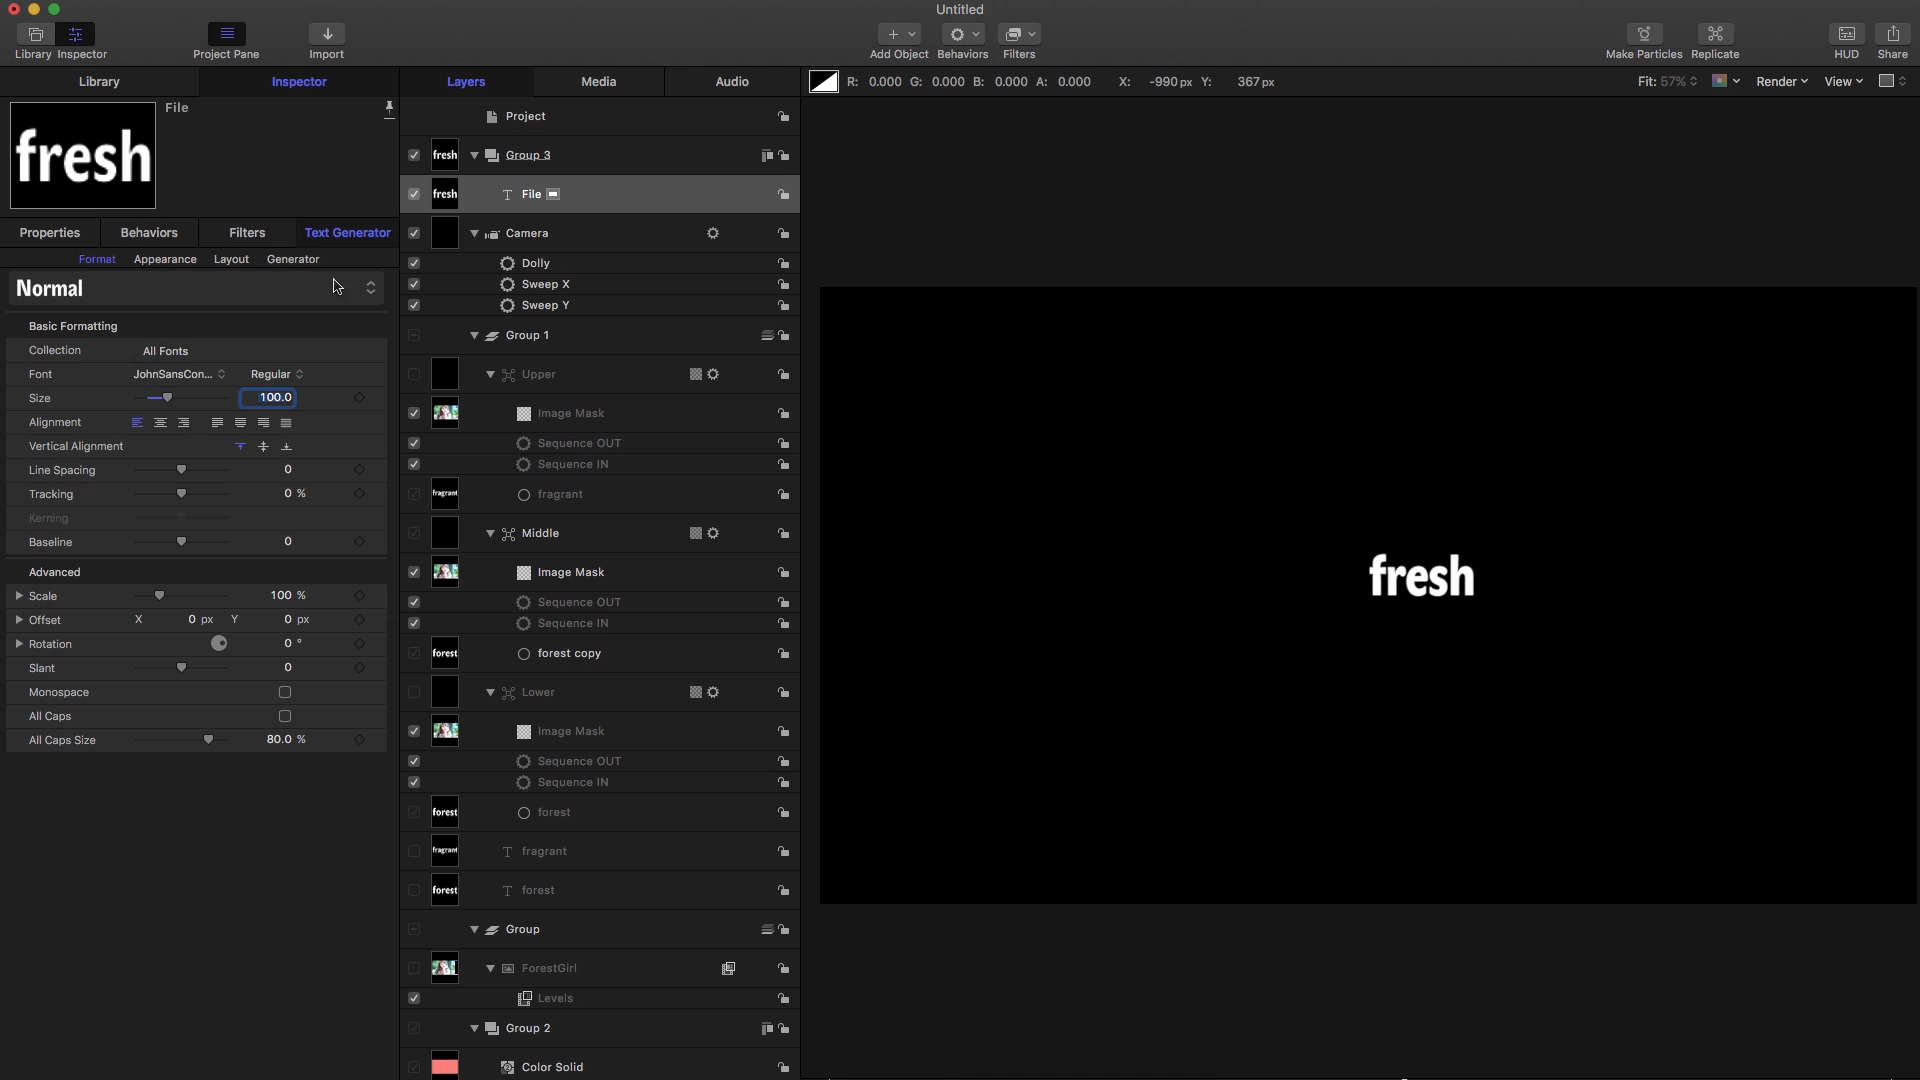 Untitled
Library Inspector
Project Pane
Import
Add Object Behaviors Filters
Make Particles Replicate
HUD Share
Library Inspector
Layers Media Audio
R: 0.000 G: 0.000 B: 0.000 A: 0.000 X: -990 px Y: 367 px
Fit: 57% Render View
fresh
File
Properties Behaviors Filters Text Generator
Format Appearance Layout Generator
Normal
Basic Formatting
Collection All Fonts
Font JohnSansCon... Regular
Size 100.0
Alignment
Vertical Alignment
Line Spacing 0
Tracking 0 %
Kerning
Baseline 0
Advanced
Scale 100 %
Offset X 0 px Y 0 px
Rotation 0 °
Slant 0
Monospace
All Caps
All Caps Size 80.0 %
Project
fresh Group 3
fresh T File
Camera
Dolly
Sweep X
Sweep Y
Group 1
Upper
Image Mask
Sequence OUT
Sequence IN
fragrant fragrant
Middle
Image Mask
Sequence OUT
Sequence IN
forest forest copy
Lower
Image Mask
Sequence OUT
Sequence IN
forest forest
fragrant T fragrant
forest T forest
Group
ForestGirl
Levels
Group 2
Color Solid
fresh